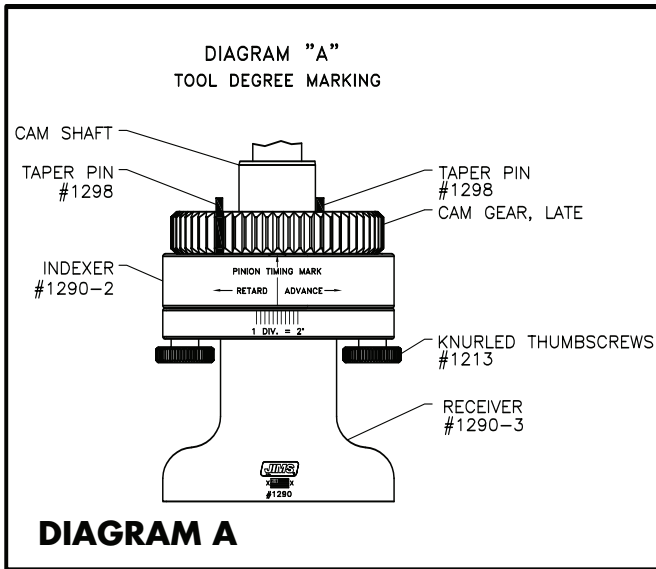 DIAGRAM "A"
TOOL DEGREE MARKING
CAM SHAFT
TAPER PIN
#1298
TAPER PIN
#1298
CAM GEAR, LATE
INDEXER
#1290-2
PINION TIMING MARK
RETARD ADVANCE
1 DIV. = 2°
KNURLED THUMBSCREWS
#1213
RECEIVER
#1290-3
JIMS
X X
#1290
DIAGRAM A